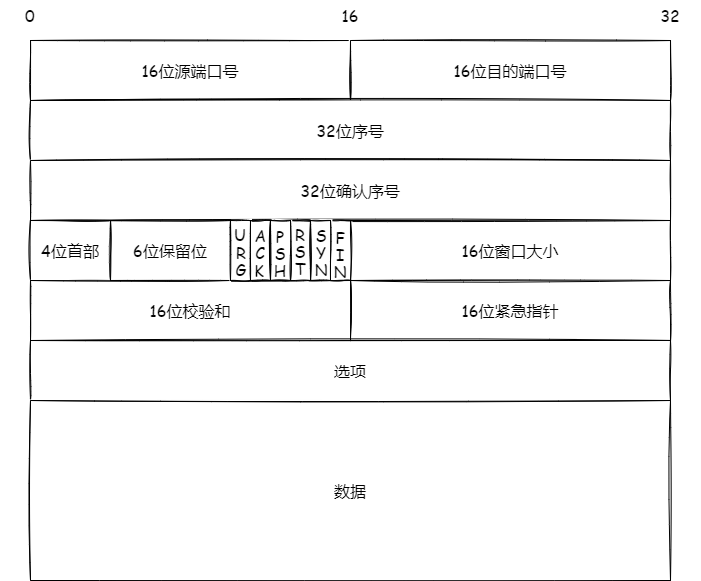 0 16 32
16位源端口号 16位目的端口号
32位序号
32位确认序号
4位首部 6位保留位 URG ACK PSH RST SYN FIN 16位窗口大小
16位校验和 16位紧急指针
选项
数据